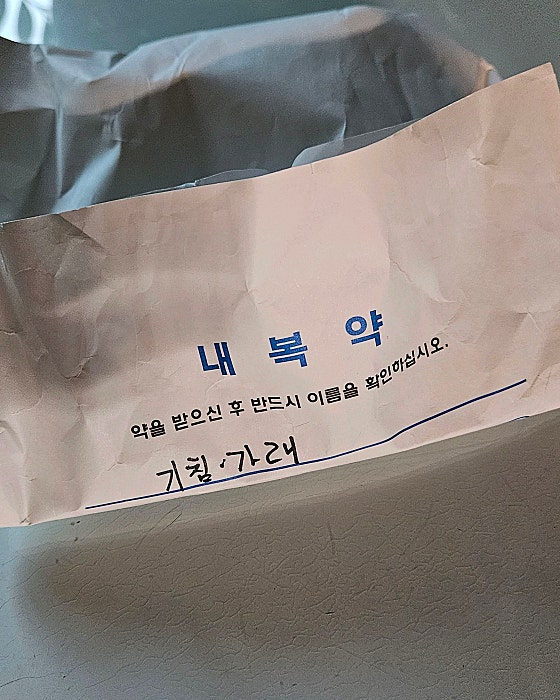 내 복 약
약을 받으신 후 반드시 이름을 확인하십시오.
기침·가래